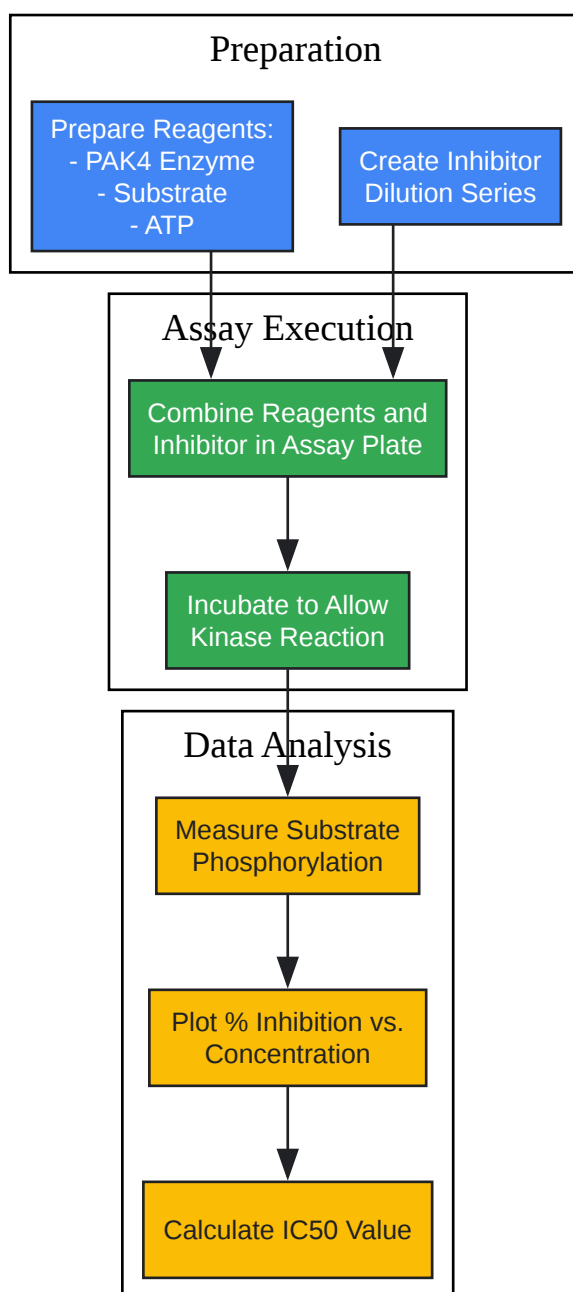 Preparation
Prepare Reagents:
- PAK4 Enzyme
- Substrate
- ATP
Create Inhibitor
Dilution Series
Assay Execution
Combine Reagents and
Inhibitor in Assay Plate
Incubate to Allow
Kinase Reaction
Data Analysis
Measure Substrate
Phosphorylation
Plot % Inhibition vs.
Concentration
Calculate IC50 Value